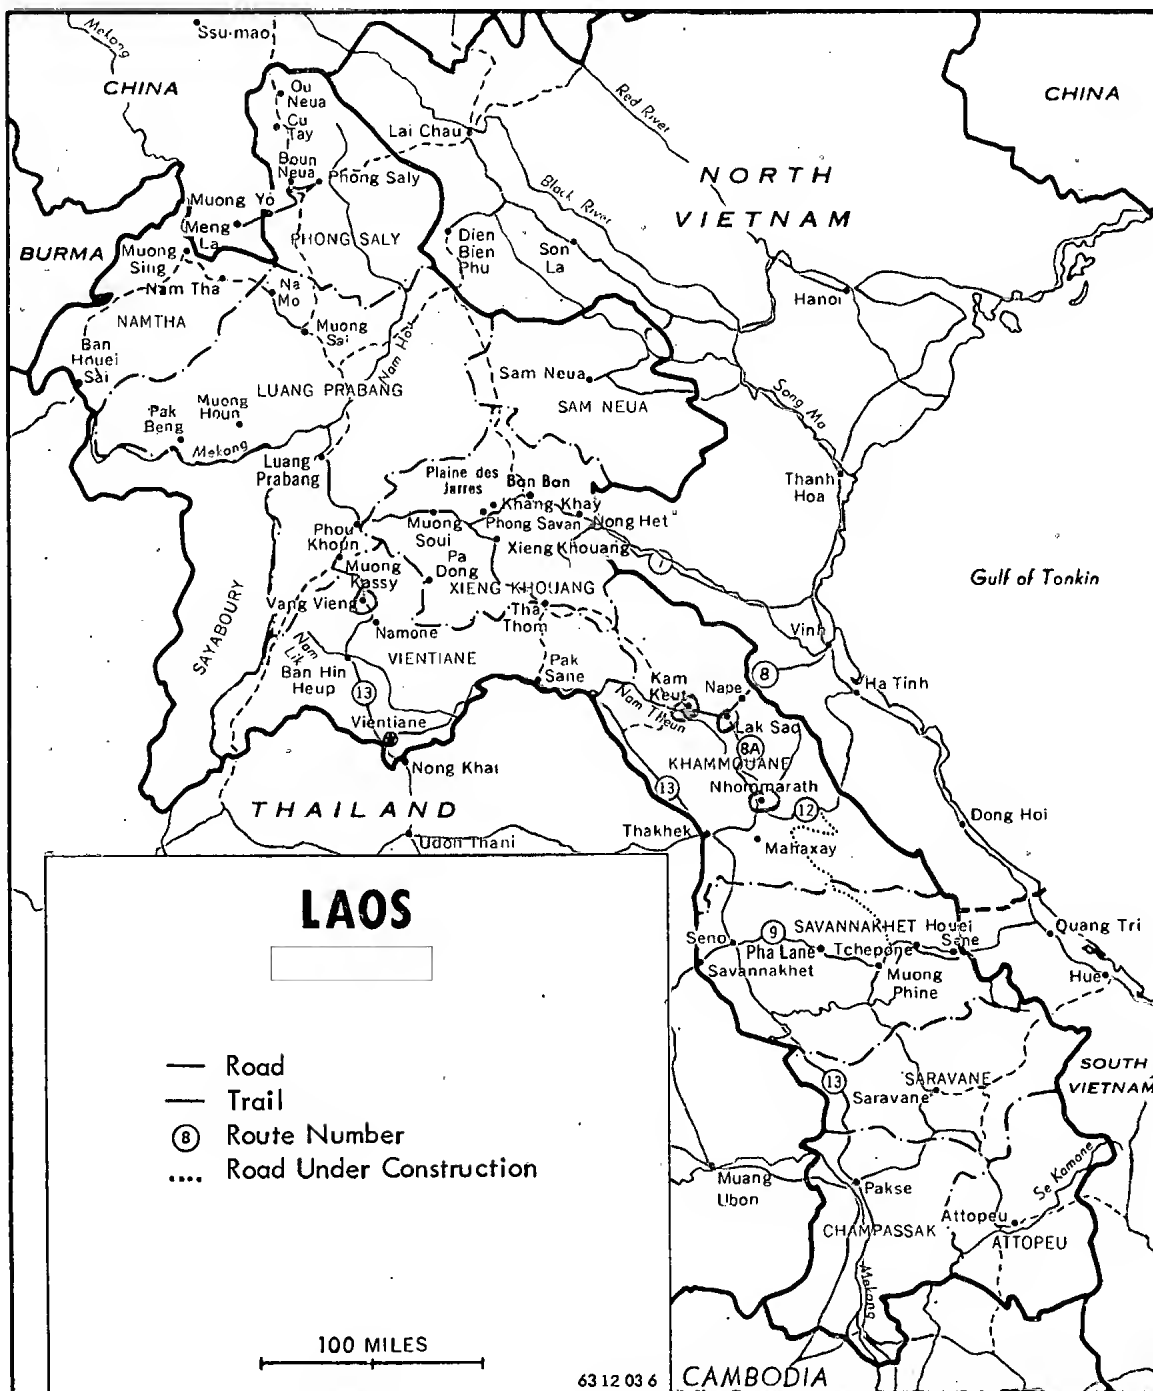 Mekong
Ssu-mao
CHINA
Ou
Neua
Cu
Tay
Lai Chau
Red River
CHINA
Boun
Neua
Phong Saly
Black River
NORTH
VIETNAM
Muong Yo
Meng
La
PHONG SALY
BURMA
Muong
Sing
Dien
Bien
Phu
Son
La
Nam Tha
Na
Mo
Hanoi
NAMTHA
Muong
Sai
Nam Hou
Ban
Houei
Sai
Sam Neua
LUANG PRABANG
SAM NEUA
Song Ma
Muong
Houn
Pak
Beng
Mekong
Luang
Prabang
Plaine des
Jarres
Ban Ban
Thanh
Hoa
Khang Khay
Phou
Khoun
Muong
Soui
Phong Savan
Nong Het
Xieng Khouang
Muong
Kassy
Pa
Dong
7
Gulf of Tonkin
XIENG KHOUANG
Vang Vieng
Tha
Thom
SAYABOURY
Namone
Vinh
Nam
Lik
VIENTIANE
Ban Hin
Heup
Pak
Sane
Kam
Keut
Nape
8
Ha Tinh
13
Nam Theun
Vientiane
Lak Sao
8A
KHAMMOUANE
Nong Khai
13
Nhommarath
THAILAND
12
Dong Hoi
Thakhek
Udon Thani
Mahaxay
LAOS
9
SAVANNAKHET
Houei
Sane
Quang Tri
Seno
Pha Lane
Tchepone
Savannakhet
Muong
Phine
Hue
SOUTH
VIETNAM
Road
Trail
8 Route Number
Road Under Construction
13
SARAVANE
Saravane
Muang
Ubon
Pakse
Se Kamane
Attopeu
CHAMPASSAK
ATTOPEU
Mekong
100 MILES
63 12 03 6
CAMBODIA